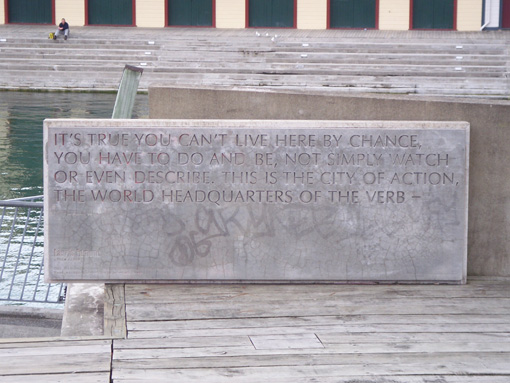 IT'S TRUE YOU CAN'T LIVE HERE BY CHANCE,
YOU HAVE TO DO AND BE, NOT SIMPLY WATCH
OR EVEN DESCRIBE. THIS IS THE CITY OF ACTION,
THE WORLD HEADQUARTERS OF THE VERB –